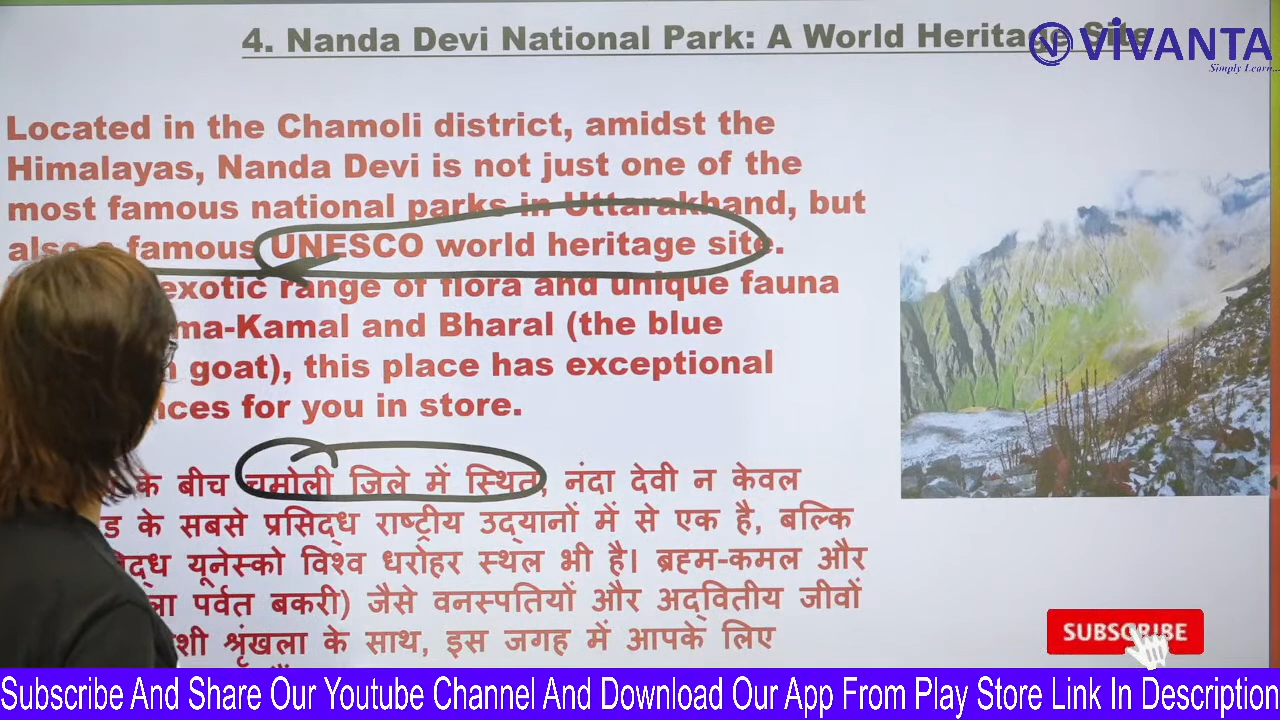 4. Nanda Devi National Park: A World Heritage Site
VIVANTA
Simply Learn...
Located in the Chamoli district, amidst the
Himalayas, Nanda Devi is not just one of the
most famous national parks in Uttarakhand, but
also a famous UNESCO world heritage site.
exotic range of flora and unique fauna
ma-Kamal and Bharal (the blue
goat), this place has exceptional
nces for you in store.
के बीच चमोली जिले में स्थित, नंदा देवी न केवल
ड के सबसे प्रसिद्ध राष्ट्रीय उद्यानों में से एक है, बल्कि
द्ध यूनेस्को विश्व धरोहर स्थल भी है। ब्रह्म-कमल और
ला पर्वत बकरी) जैसे वनस्पतियों और अद्वितीय जीवों
शी श्रृंखला के साथ, इस जगह में आपके लिए
SUBSCRIBE
Subscribe And Share Our Youtube Channel And Download Our App From Play Store Link In Description